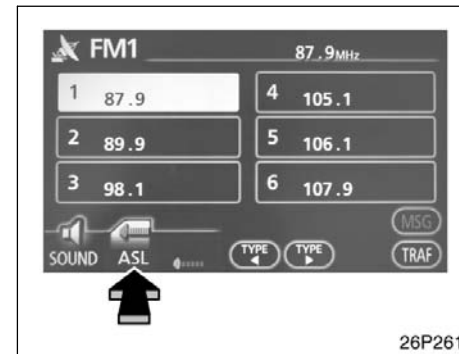 FM1 87.9MHz
1 87.9
2 89.9
3 98.1
4 105.1
5 106.1
6 107.9
MSG
SOUND ASL TYPE TYPE TRAF
26P261